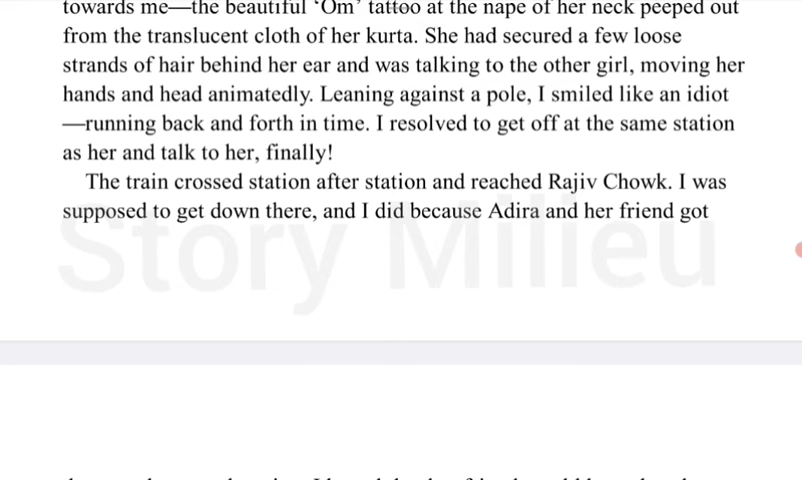 towards me—the beautiful ‘Om’ tattoo at the nape of her neck peeped out
from the translucent cloth of her kurta. She had secured a few loose
strands of hair behind her ear and was talking to the other girl, moving her
hands and head animatedly. Leaning against a pole, I smiled like an idiot
—running back and forth in time. I resolved to get off at the same station
as her and talk to her, finally!
The train crossed station after station and reached Rajiv Chowk. I was
supposed to get down there, and I did because Adira and her friend got
Story Milieu